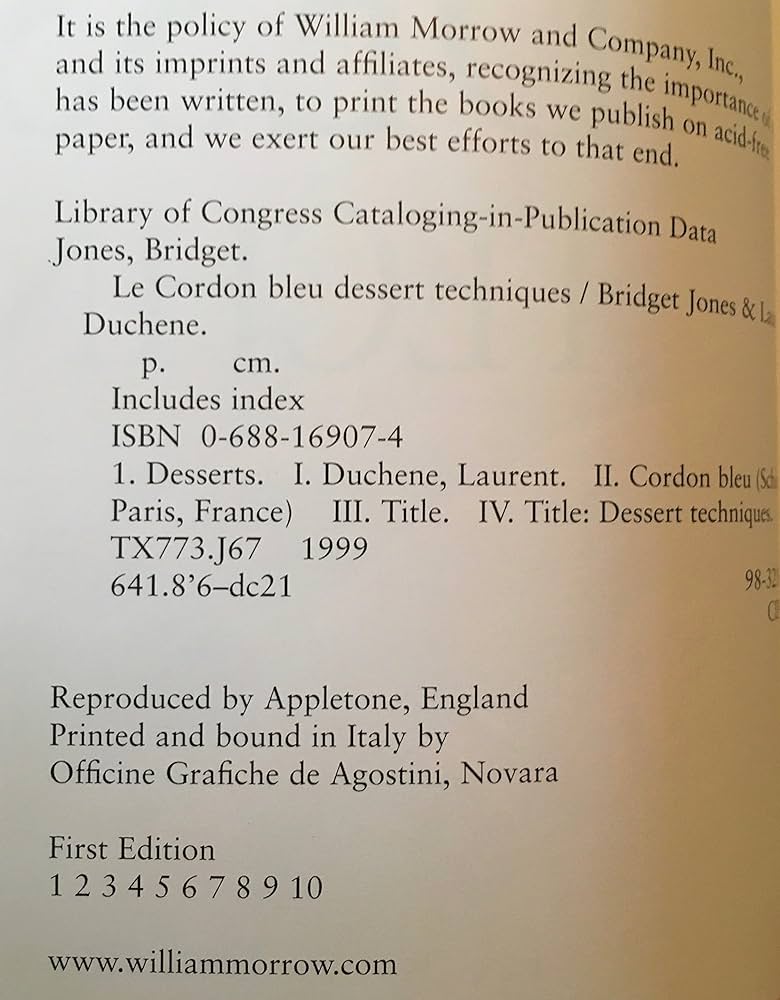 It is the policy of William Morrow and Company, Inc.,
and its imprints and affiliates, recognizing the importance
has been written, to print the books we publish on acid-free
paper, and we exert our best efforts to that end.
Library of Congress Cataloging-in-Publication Data
Jones, Bridget.
Le Cordon bleu dessert techniques / Bridget Jones &
Duchene.
p. cm.
Includes index
ISBN 0-688-16907-4
1. Desserts. I. Duchene, Laurent. II. Cordon bleu
Paris, France) III. Title. IV. Title: Dessert techniques.
TX773.J67 1999
641.8'6–dc21
Reproduced by Appletone, England
Printed and bound in Italy by
Officine Grafiche de Agostini, Novara
First Edition
1 2 3 4 5 6 7 8 9 10
www.williammorrow.com